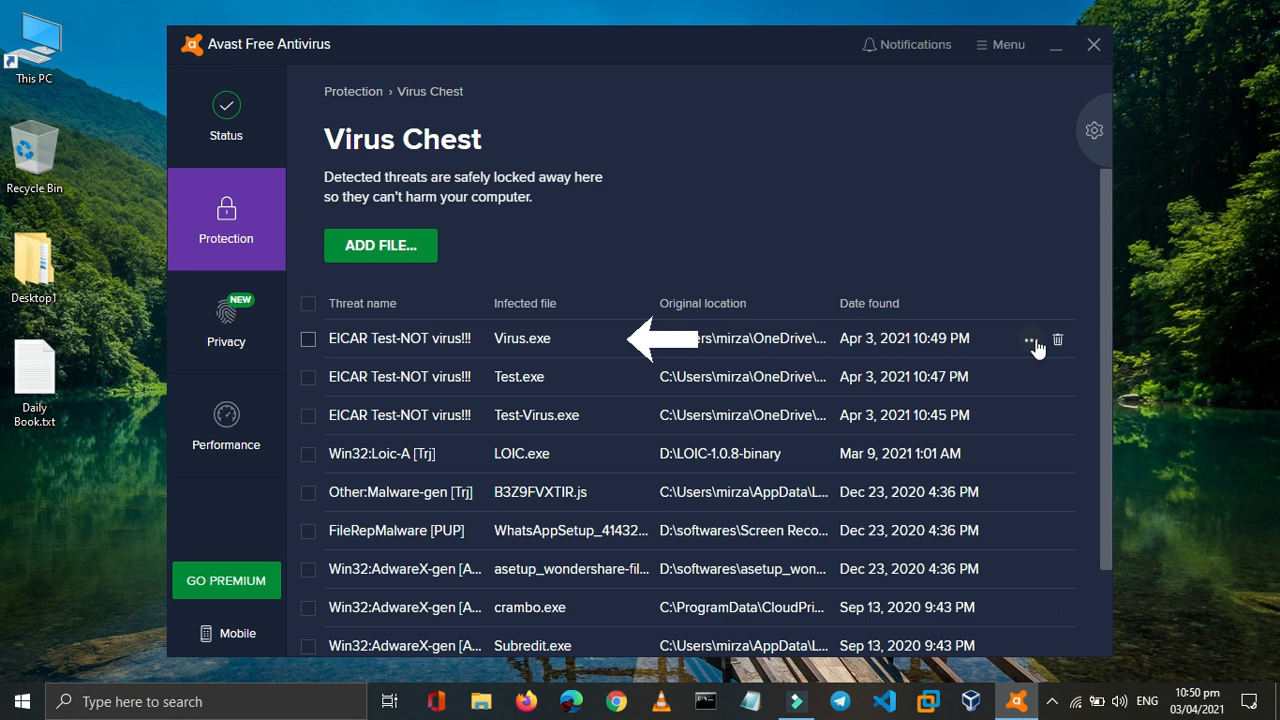 This PC
Recycle Bin
Desktop1
Daily
Book.txt
Avast Free Antivirus
Notifications
Menu
Status
Protection
NEW
Privacy
Performance
GO PREMIUM
Mobile
Protection › Virus Chest
Virus Chest
Detected threats are safely locked away here
so they can't harm your computer.
ADD FILE...
Threat name Infected file Original location Date found
EICAR Test-NOT virus!!! Virus.exe ers\mirza\OneDrive\... Apr 3, 2021 10:49 PM
EICAR Test-NOT virus!!! Test.exe C:\Users\mirza\OneDrive\... Apr 3, 2021 10:47 PM
EICAR Test-NOT virus!!! Test-Virus.exe C:\Users\mirza\OneDrive\... Apr 3, 2021 10:45 PM
Win32:Loic-A [Trj] LOIC.exe D:\LOIC-1.0.8-binary Mar 9, 2021 1:01 AM
Other:Malware-gen [Trj] B3Z9FVXTIR.js C:\Users\mirza\AppData\L... Dec 23, 2020 4:36 PM
FileRepMalware [PUP] WhatsAppSetup_41432... D:\softwares\Screen Reco... Dec 23, 2020 4:36 PM
Win32:AdwareX-gen [A... asetup_wondershare-fil... D:\softwares\asetup_won... Dec 23, 2020 4:36 PM
Win32:AdwareX-gen [A... crambo.exe C:\ProgramData\CloudPri... Sep 13, 2020 9:43 PM
Win32:AdwareX-gen [A... Subredit.exe C:\Users\mirza\AppData\L... Sep 13, 2020 9:43 PM
Type here to search
ENG
10:50 pm
03/04/2021